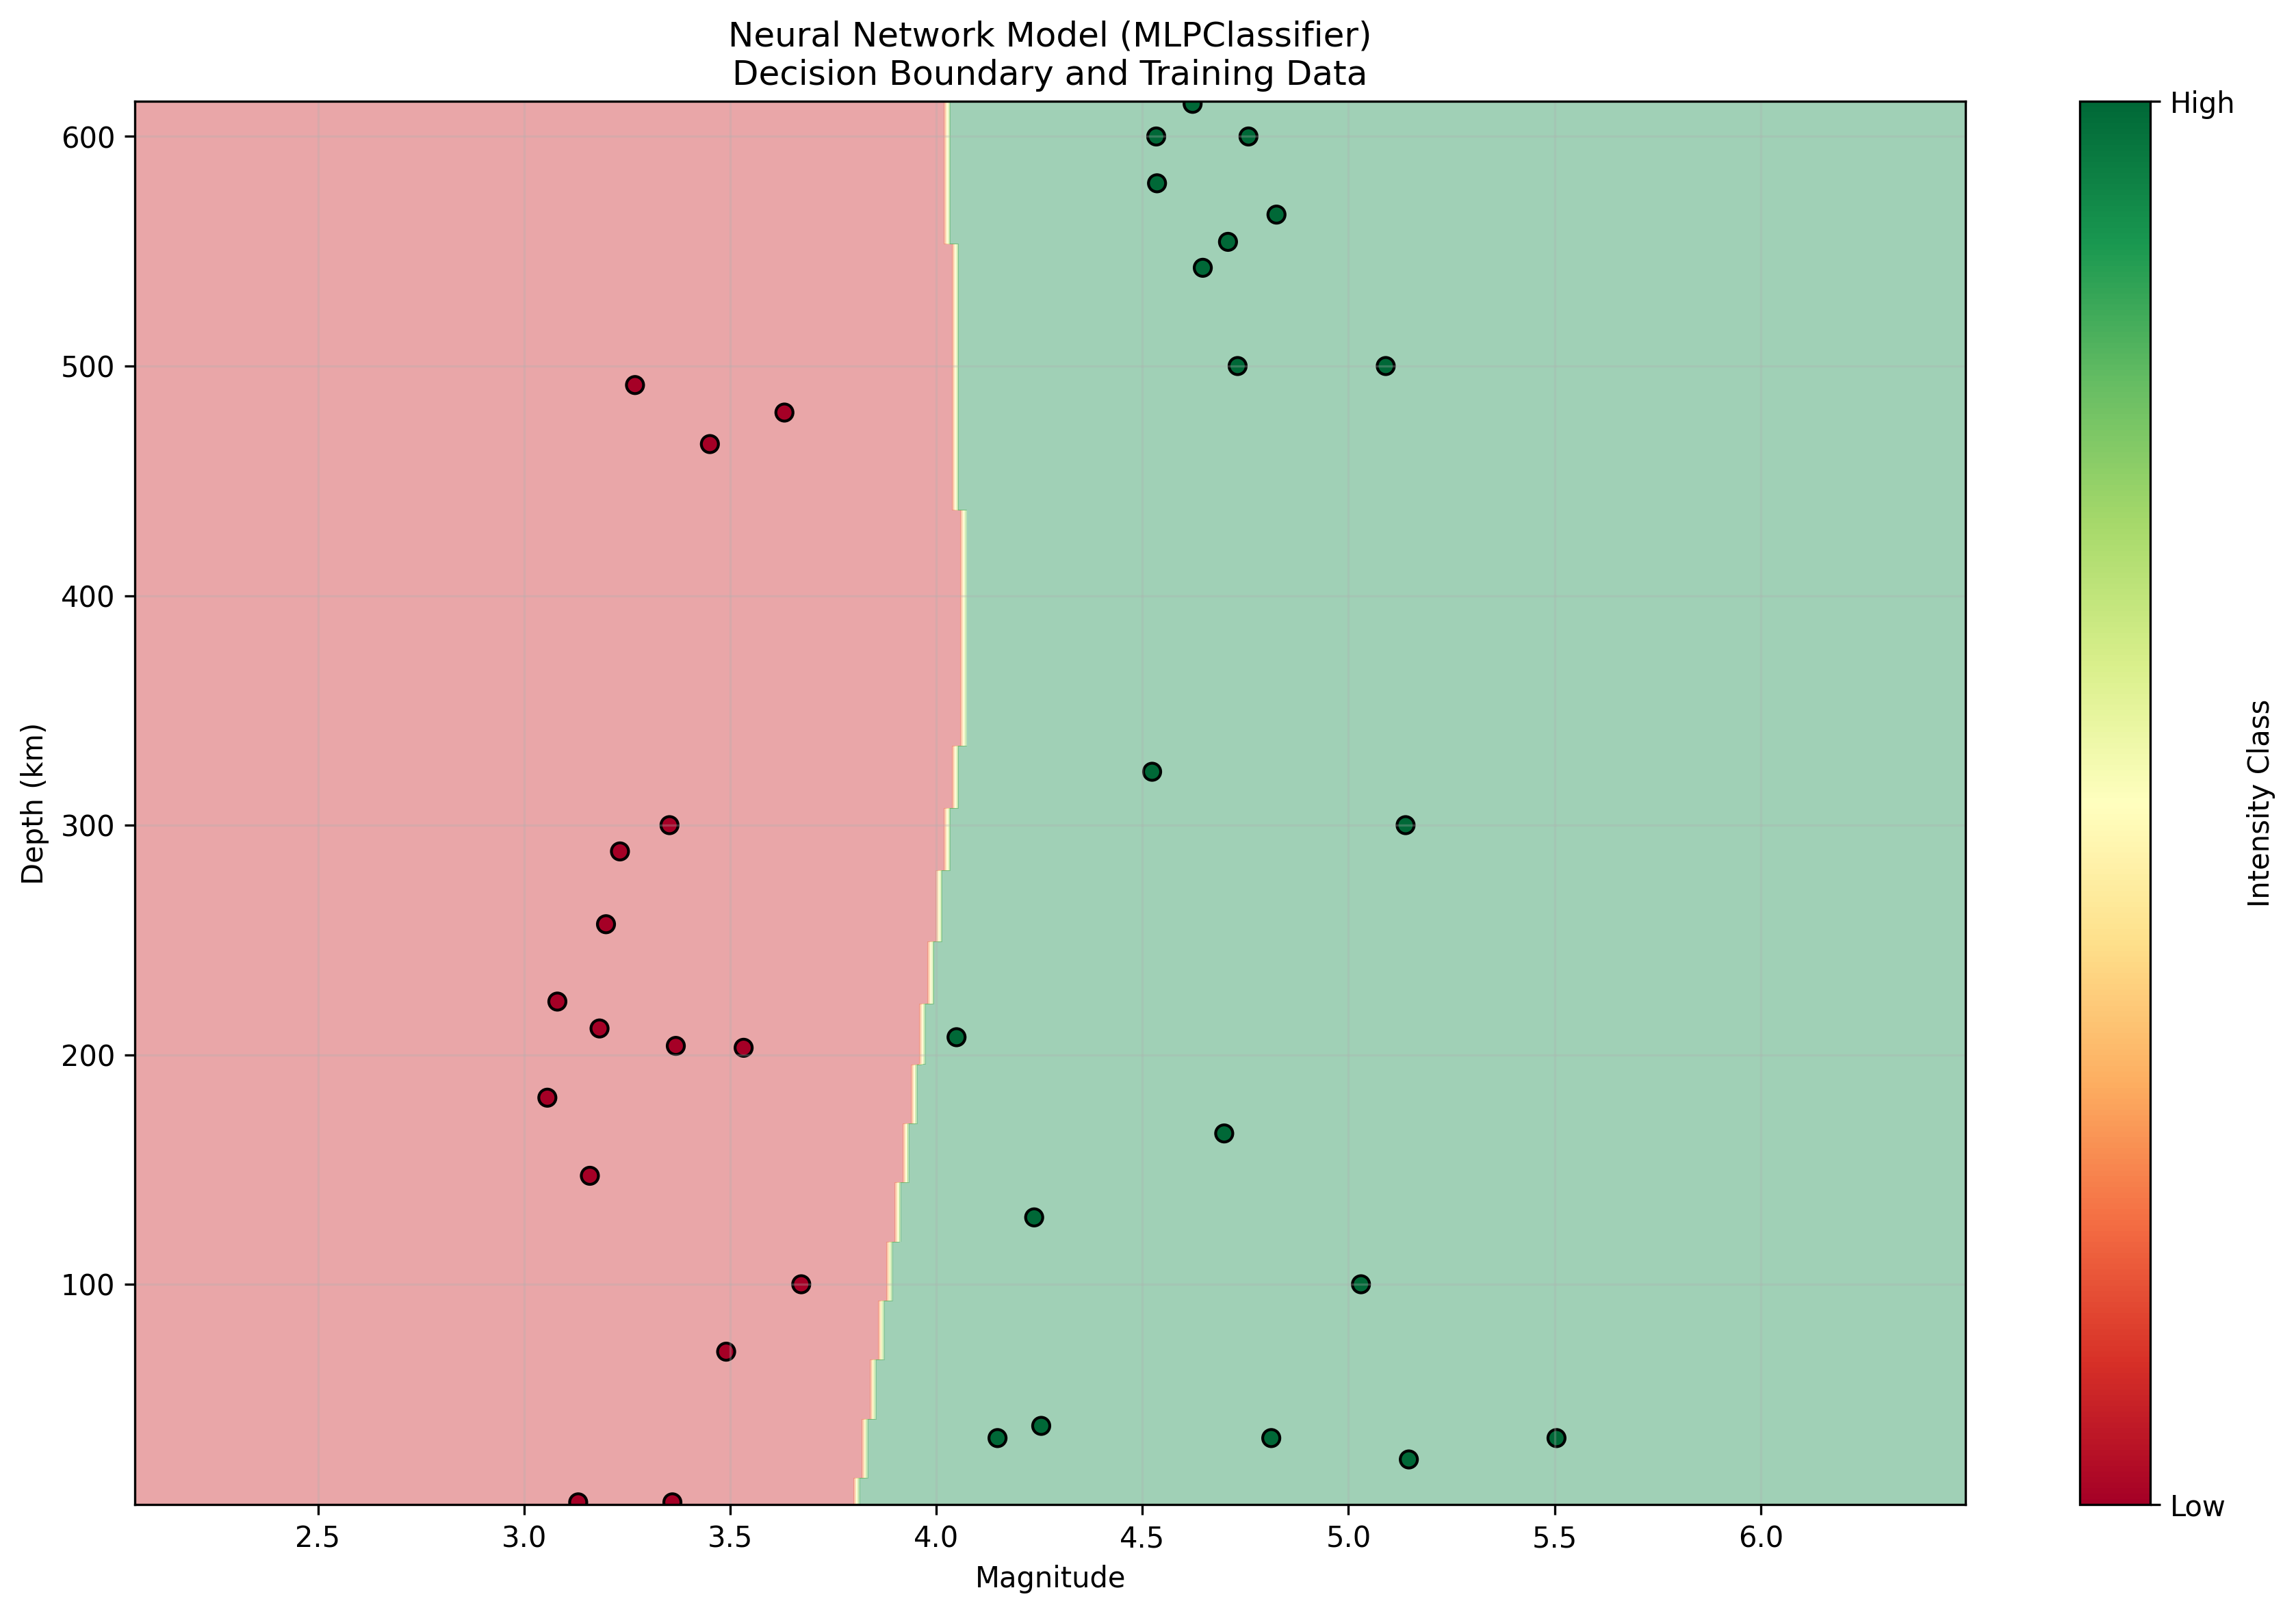 Neural Network Model (MLPClassifier)
Decision Boundary and Training Data
High
600
500
400
300
200
100
Depth (km)
Intensity Class
Low
2.5 3.0 3.5 4.0 4.5 5.0 5.5 6.0
Magnitude